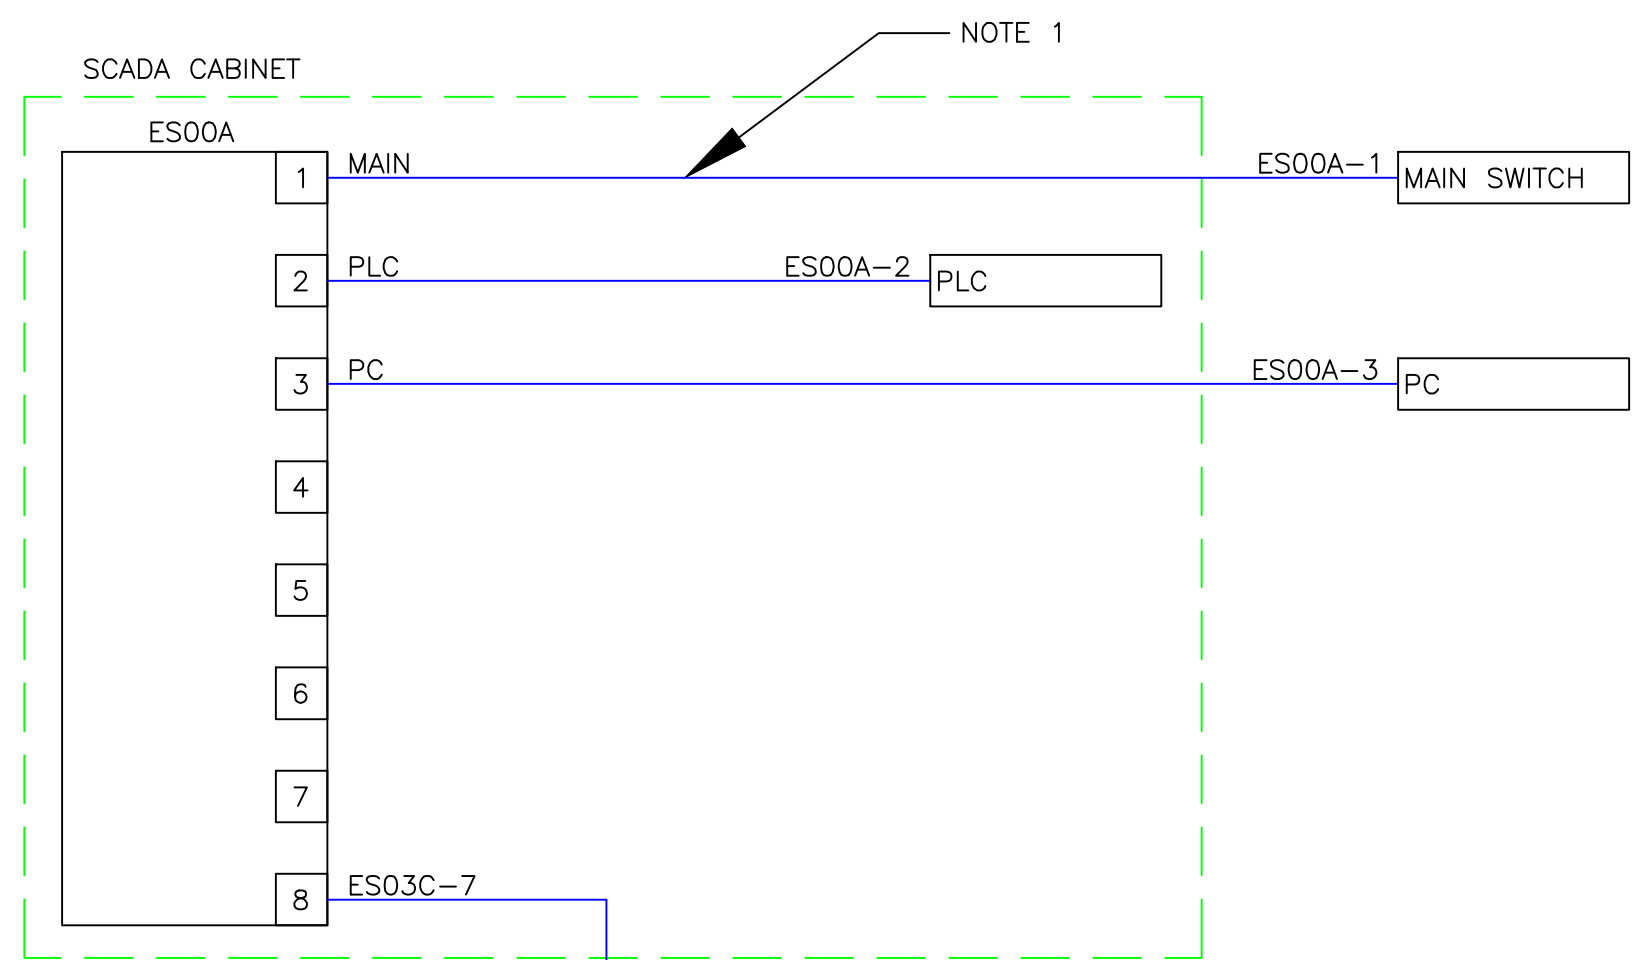 NOTE 1
SCADA CABINET
ES00A
1 MAIN ES00A-1 MAIN SWITCH
2 PLC ES00A-2 PLC
3 PC ES00A-3 PC
4
5
6
7
8 ES03C-7